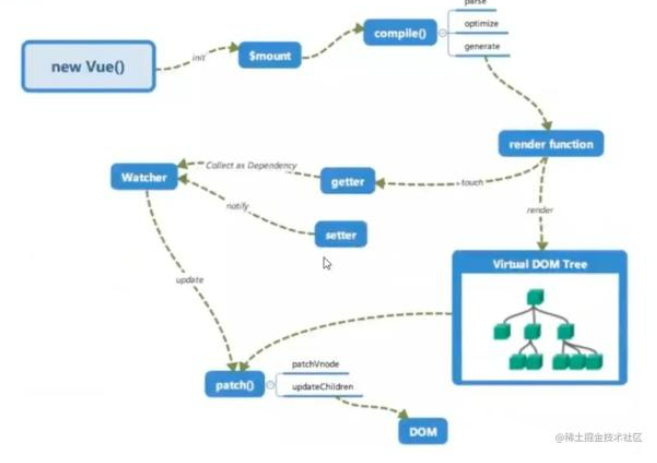 parse
optimize
generate
new Vue()
init
$mount
compile()
render function
Collect as Dependency
touch
Watcher
getter
notify
setter
render
Virtual DOM Tree
update
patch()
patchVnode
updateChildren
DOM
@稀土掘金技术社区